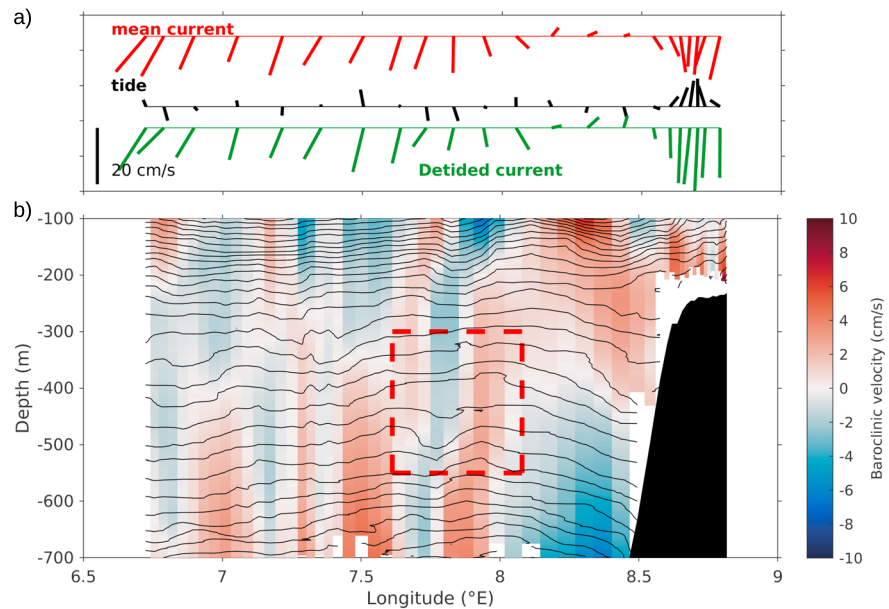 a)
mean current
tide
20 cm/s
Detided current
b)
-100
-200
-300
-400
-500
-600
-700
Depth (m)
6.5 7 7.5 8 8.5 9
Longitude (°E)
10
8
6
4
2
0
-2
-4
-6
-8
-10
Baroclinic velocity (cm/s)